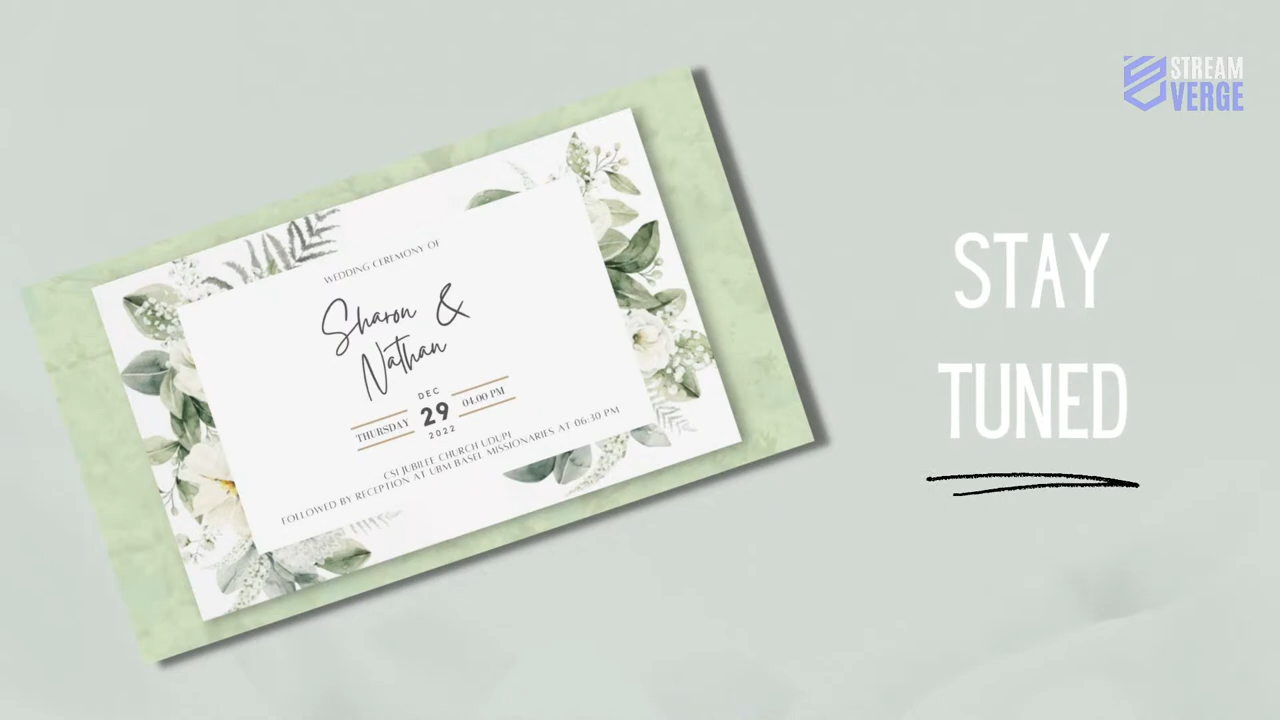 STREAM
VERGE
WEDDING CEREMONY OF
Sharon &
Nathan
DEC
THURSDAY 29 04.00 PM
2022
CSI JUBILEE CHURCH UDUPI
FOLLOWED BY RECEPTION AT UBM BASEL MISSIONARIES AT 06:30 PM
STAY
TUNED